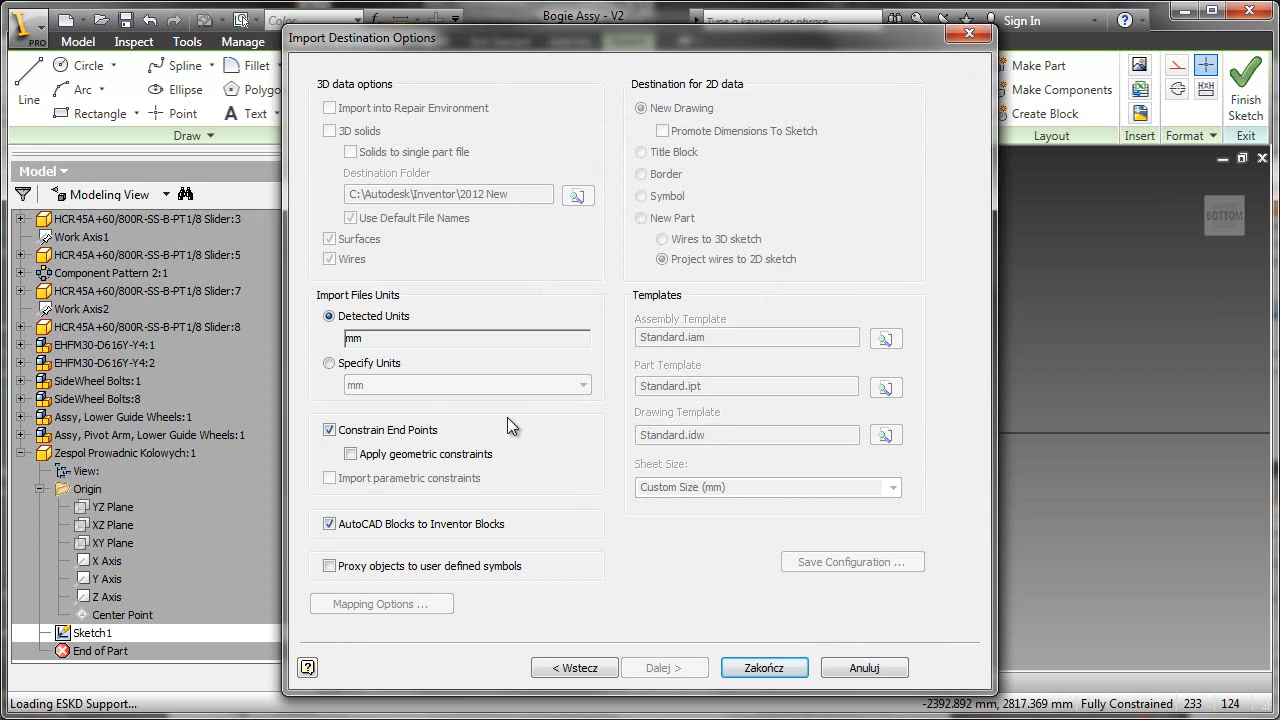 Color
Bogie Assy - V2
Type a keyword or phrase
Sign In
PRO
Model
Inspect
Tools
Manage
Line
Circle
Spline
Fillet
Arc
Ellipse
Polygo
Rectangle
Point
Text
Draw
Make Part
Make Components
Create Block
Layout
Insert
Format
Finish
Sketch
Exit
Model
Modeling View
HCR45A+60/800R-SS-B-PT1/8 Slider:3
Work Axis1
HCR45A+60/800R-SS-B-PT1/8 Slider:5
Component Pattern 2:1
HCR45A+60/800R-SS-B-PT1/8 Slider:7
Work Axis2
HCR45A+60/800R-SS-B-PT1/8 Slider:8
EHFM30-D616Y-Y4:1
EHFM30-D616Y-Y4:2
SideWheel Bolts:1
SideWheel Bolts:8
Assy, Lower Guide Wheels:1
Assy, Pivot Arm, Lower Guide Wheels:1
Zespol Prowadnic Kolowych:1
View:
Origin
YZ Plane
XZ Plane
XY Plane
X Axis
Y Axis
Z Axis
Center Point
Sketch1
End of Part
Import Destination Options
3D data options
Import into Repair Environment
3D solids
Solids to single part file
Destination Folder
C:\Autodesk\Inventor\2012 New
Use Default File Names
Surfaces
Wires
Import Files Units
Detected Units
mm
Specify Units
mm
Constrain End Points
Apply geometric constraints
Import parametric constraints
AutoCAD Blocks to Inventor Blocks
Proxy objects to user defined symbols
Mapping Options ...
Destination for 2D data
New Drawing
Promote Dimensions To Sketch
Title Block
Border
Symbol
New Part
Wires to 3D sketch
Project wires to 2D sketch
Templates
Assembly Template
Standard.iam
Part Template
Standard.ipt
Drawing Template
Standard.idw
Sheet Size:
Custom Size (mm)
Save Configuration ...
< Wstecz
Dalej >
Zakończ
Anuluj
BOTTOM
Loading ESKD Support...
-2392.892 mm, 2817.369 mm
Fully Constrained
233
124